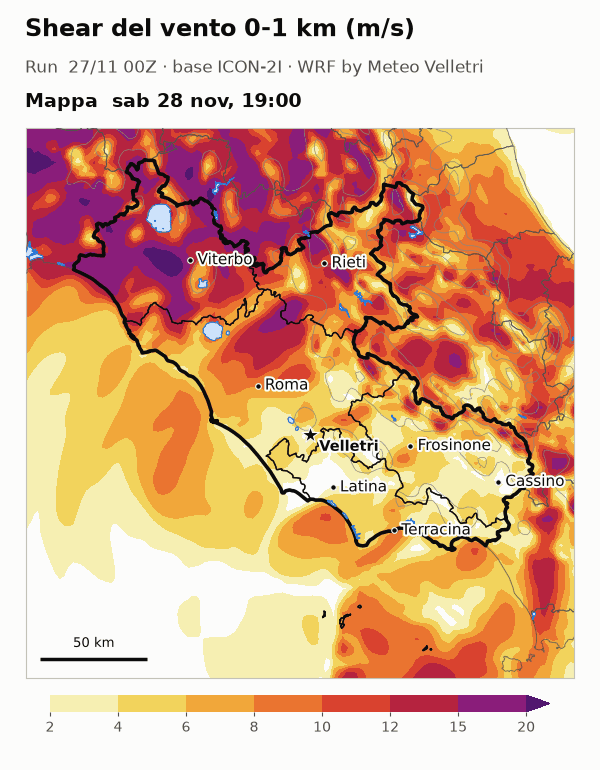 Shear del vento 0-1 km (m/s)
Run  27/11 00Z · base ICON-2I · WRF by Meteo Velletri
Mappa  sab 28 nov, 19:00
Viterbo
Rieti
Roma
Velletri
Frosinone
Latina
Cassino
Terracina
50 km
2 4 6 8 10 12 15 20